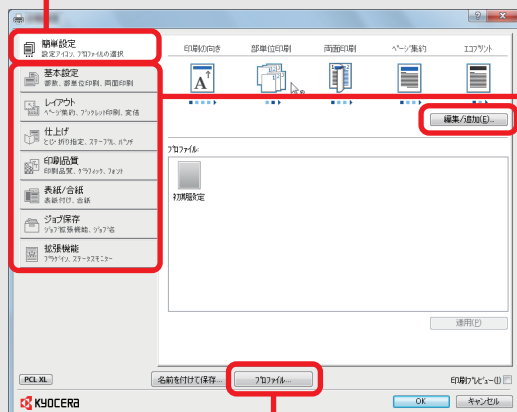 簡単設定
設定アイコン、プロファイルの選択
基本設定
部数、部単位印刷、両面印刷
レイアウト
ページ集約、ブックレット印刷、変倍
仕上げ
とじ・折り指定、ステープル、パンチ
印刷品質
印刷品質、グラフィック、フォント
表紙/合紙
表紙付け、合紙
ジョブ保存
ジョブ拡張機能、ジョブ名
拡張機能
プラグイン、ステータスモニター
印刷の向き 部単位印刷 両面印刷 ページ集約 エコプリント
編集/追加(E)...
プロファイル:
初期設定
適用(P)
PCL XL
名前を付けて保存... プロファイル... 印刷プレビュー(I)
KYOCERA
OK キャンセル